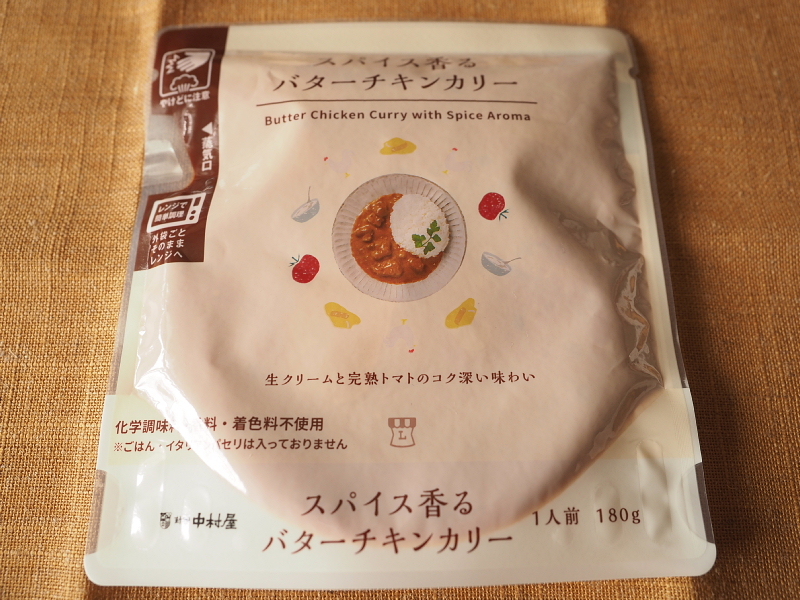 スパイス香る
バターチキンカリー
Butter Chicken Curry with Spice Aroma
やけどに注意
◀蒸気口
レンジで
簡単調理
外袋ごと
そのまま
レンジへ
生クリームと完熟トマトのコク深い味わい
化学調味料・着色料不使用
※ごはん・イタリパセリは入っておりません
L
中村屋
スパイス香る
バターチキンカリー
1人前 180g